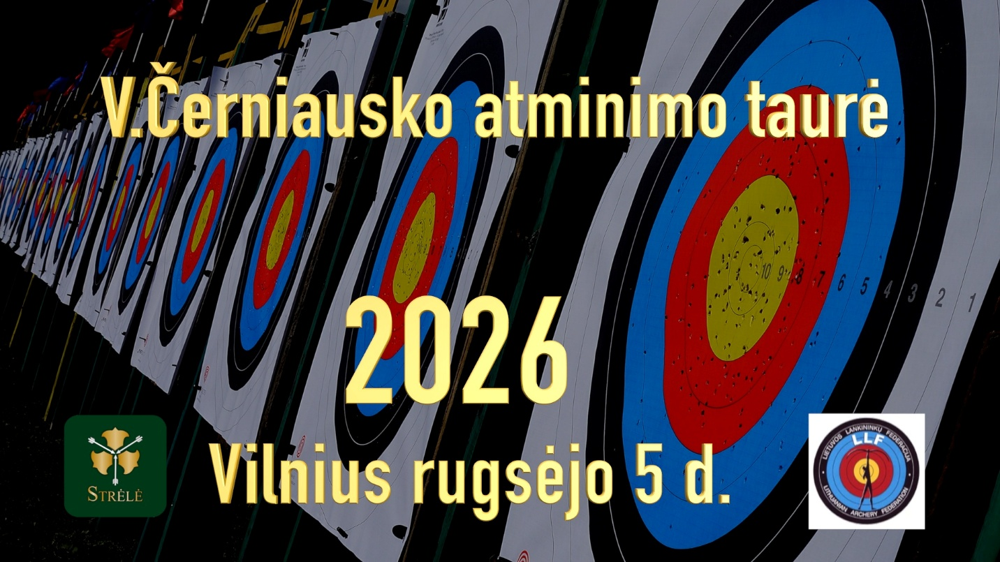 V.Černiausko atminimo taurė
10 9 8 7 6 5 4 3 2 1
2026
Vilnius rugsėjo 5 d.
STRĖLĖ
LIETUVOS LANKININKŲ FEDERACIJA
LLF
LITHUANIAN ARCHERY FEDERATION